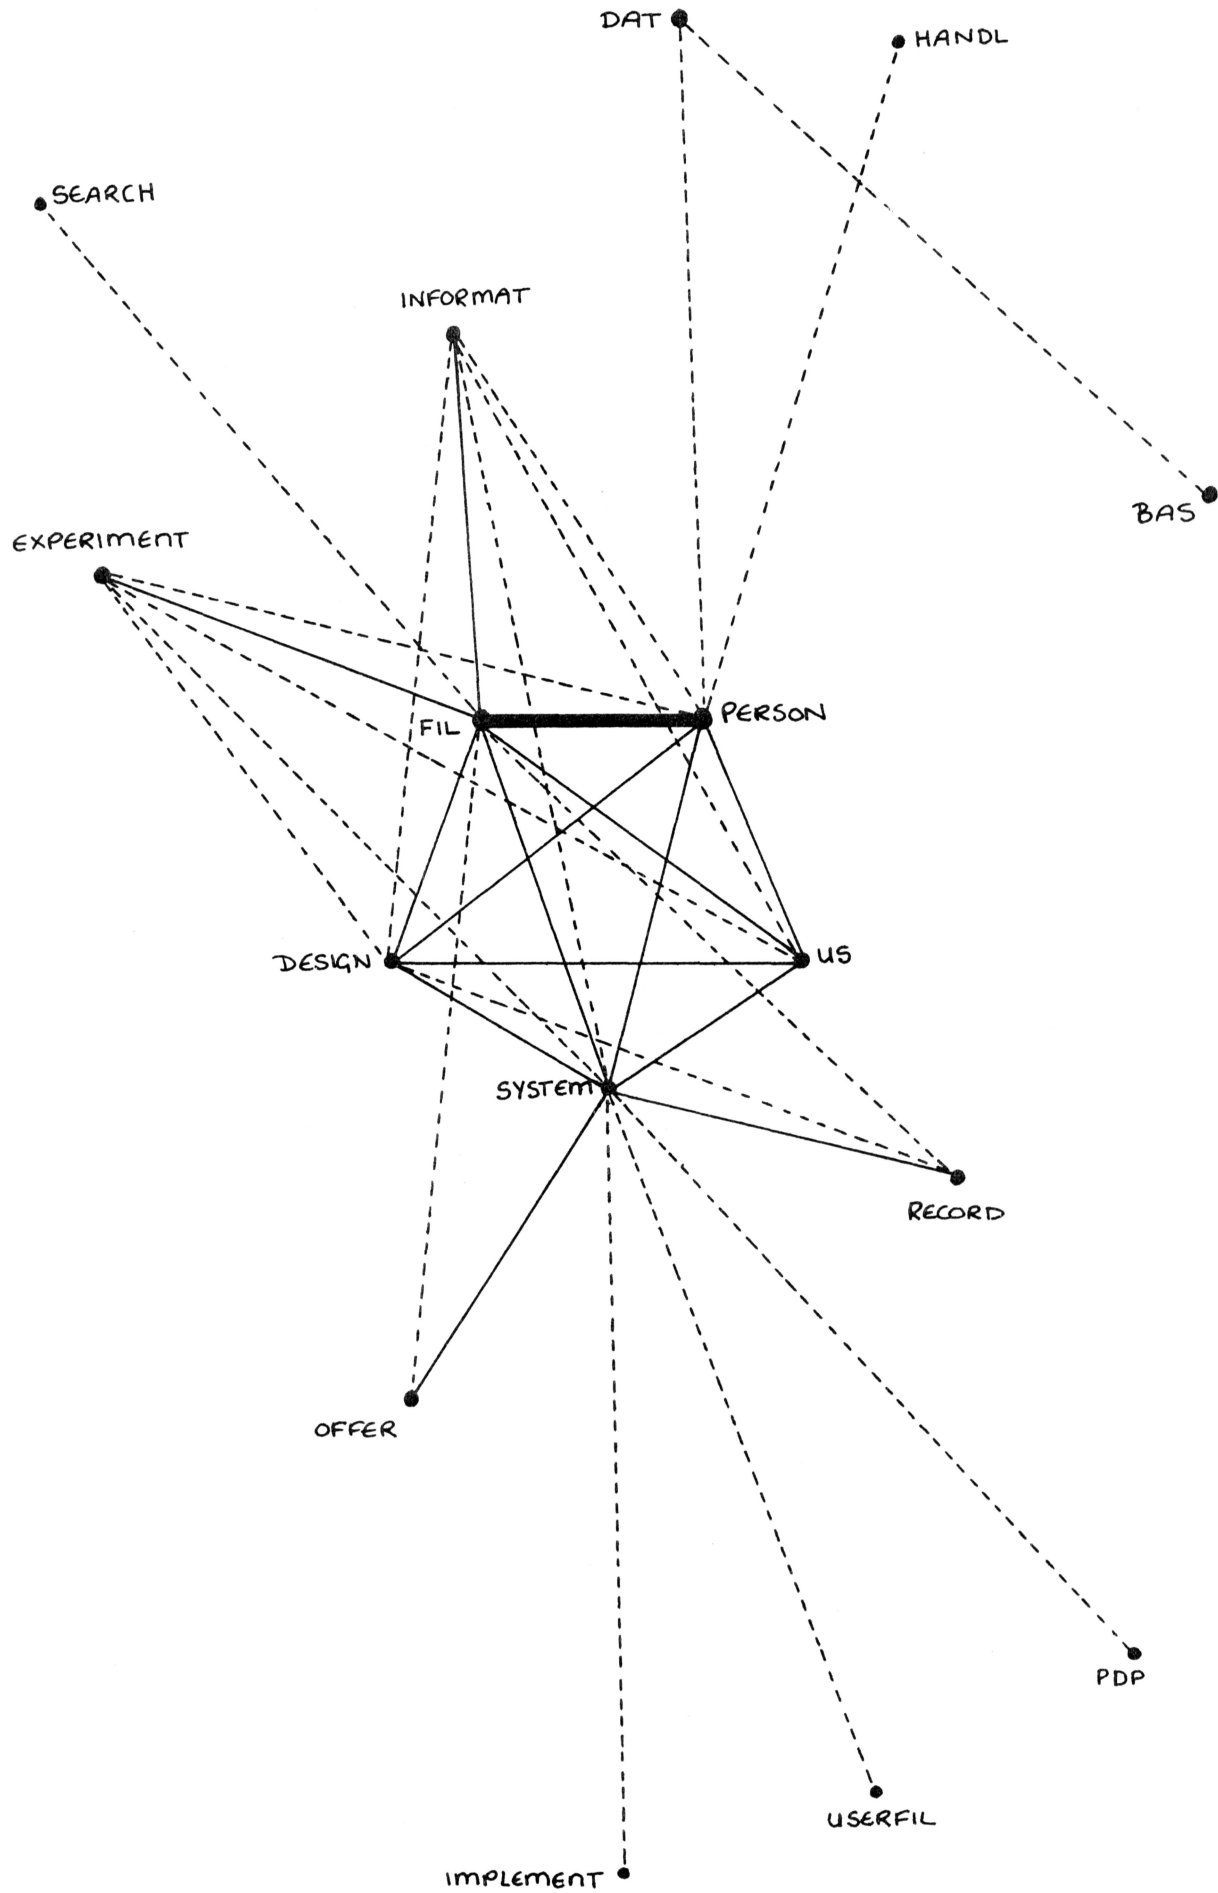 DAT
HANDL
SEARCH
INFORMAT
BAS
EXPERIMENT
FIL
PERSON
DESIGN
US
SYSTEM
RECORD
OFFER
PDP
USERFIL
IMPLEMENT